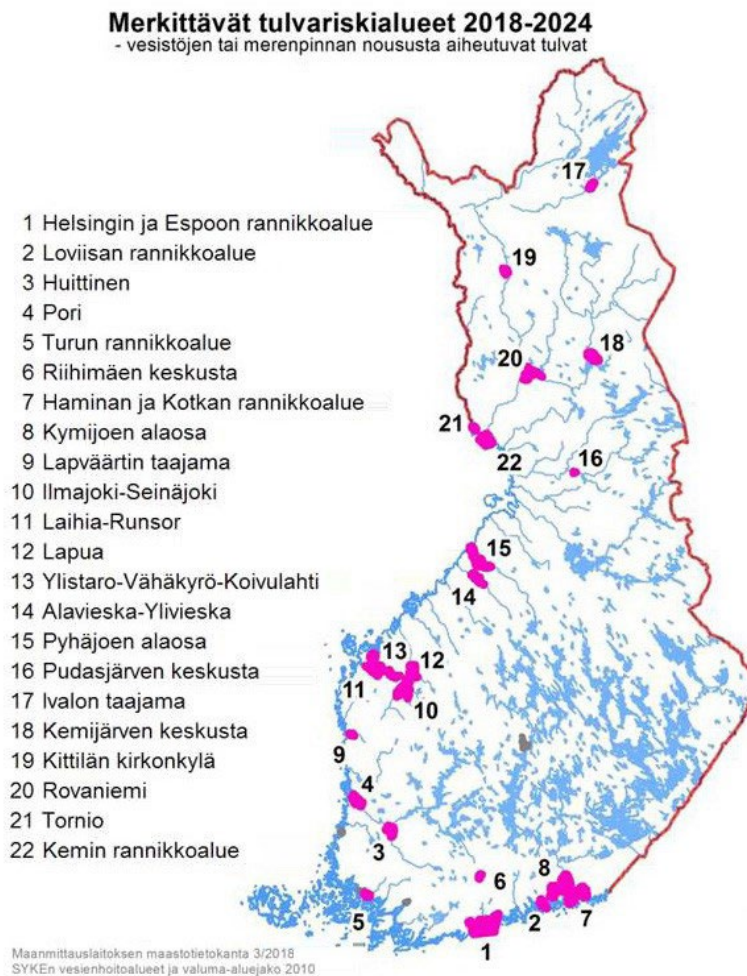 Merkittävät tulvariskialueet 2018-2024
- vesistöjen tai merenpinnan noususta aiheutuvat tulvat
1 Helsingin ja Espoon rannikkoalue
2 Loviisan rannikkoalue
3 Huittinen
4 Pori
5 Turun rannikkoalue
6 Riihimäen keskusta
7 Haminan ja Kotkan rannikkoalue
8 Kymijoen alaosa
9 Lapväärtin taajama
10 Ilmajoki-Seinäjoki
11 Laihia-Runsor
12 Lapua
13 Ylistaro-Vähäkyrö-Koivulahti
14 Alavieska-Ylivieska
15 Pyhäjoen alaosa
16 Pudasjärven keskusta
17 Ivalon taajama
18 Kemijärven keskusta
19 Kittilän kirkonkylä
20 Rovaniemi
21 Tornio
22 Kemin rannikkoalue
17
19
18
20
21
22
16
15
14
13
12
11
10
9
4
3
6
8
5
2
7
1
Maanmittauslaitoksen maastotietokanta 3/2018
SYKEn vesienhoitoalueet ja valuma-aluejako 2010